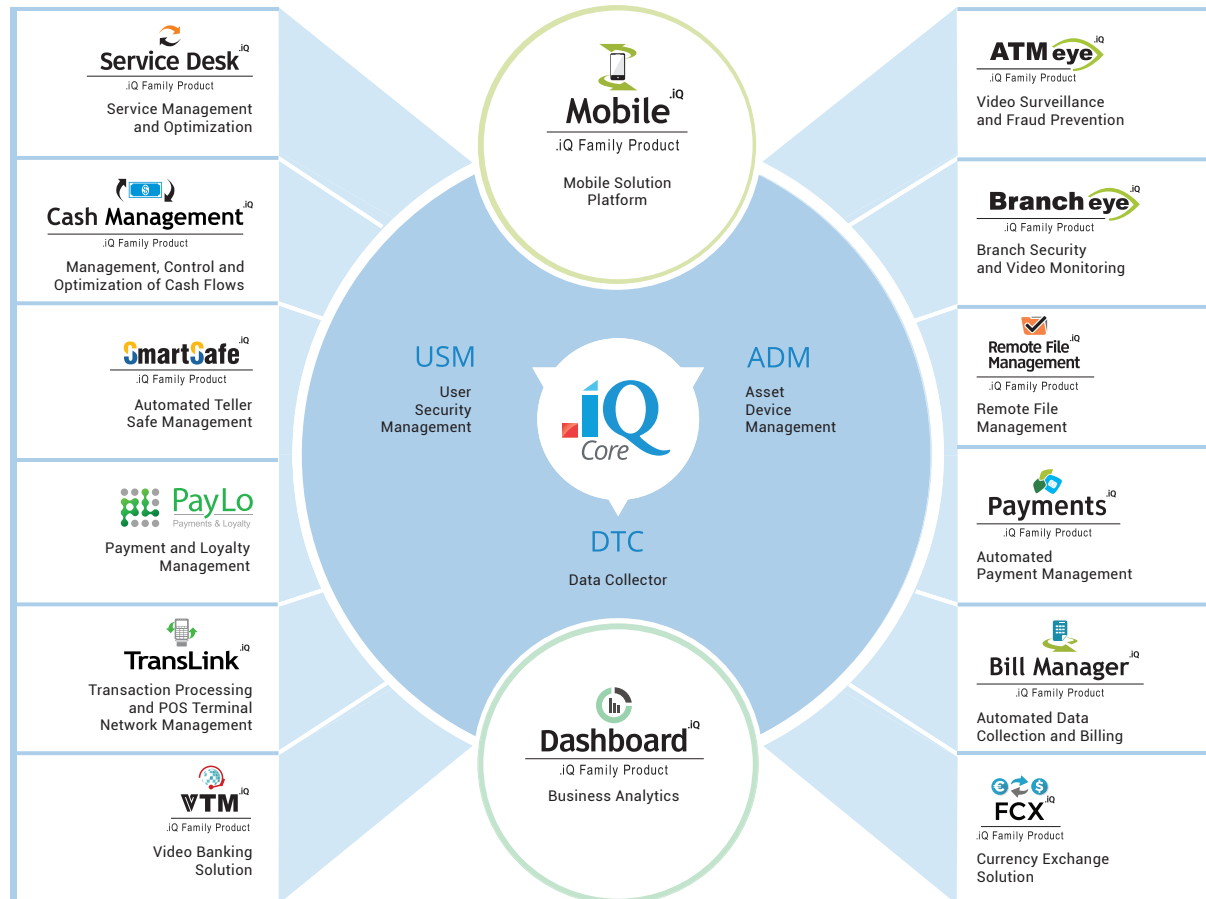 Service Desk .iQ
.iQ Family Product
Service Management
and Optimization
Cash Management .iQ
.iQ Family Product
Management, Control and
Optimization of Cash Flows
SmartSafe .iQ
.iQ Family Product
Automated Teller
Safe Management
PayLo
Payments & Loyalty
Payment and Loyalty
Management
TransLink .iQ
Transaction Processing
and POS Terminal
Network Management
VTM .iQ
.iQ Family Product
Video Banking
Solution
Mobile .iQ
.iQ Family Product
Mobile Solution
Platform
USM
User
Security
Management
.iQ
Core
ADM
Asset
Device
Management
DTC
Data Collector
Dashboard .iQ
.iQ Family Product
Business Analytics
ATMeye .iQ
.iQ Family Product
Video Surveillance
and Fraud Prevention
Brancheye .iQ
.iQ Family Product
Branch Security
and Video Monitoring
Remote File .iQ
Management
.iQ Family Product
Remote File
Management
Payments .iQ
.iQ Family Product
Automated
Payment Management
Bill Manager .iQ
.iQ Family Product
Automated Data
Collection and Billing
€ $
FCX .iQ
.iQ Family Product
Currency Exchange
Solution